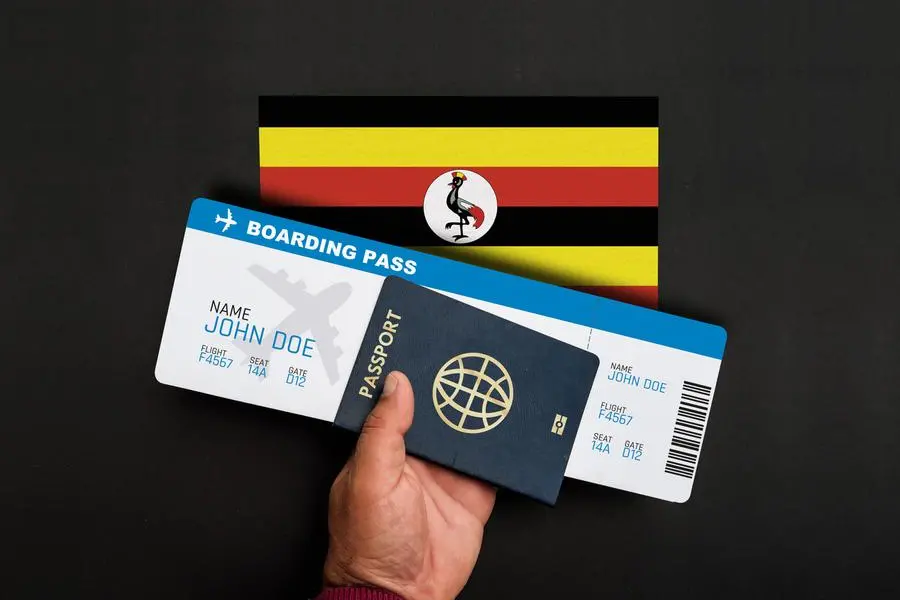 BOARDING PASS
NAME
JOHN DOE
FLIGHT
F4567
SEAT
14A
GATE
D12
PASSPORT
NAME
JOHN DOE
FLIGHT
F4567
SEAT
14A
GATE
D12